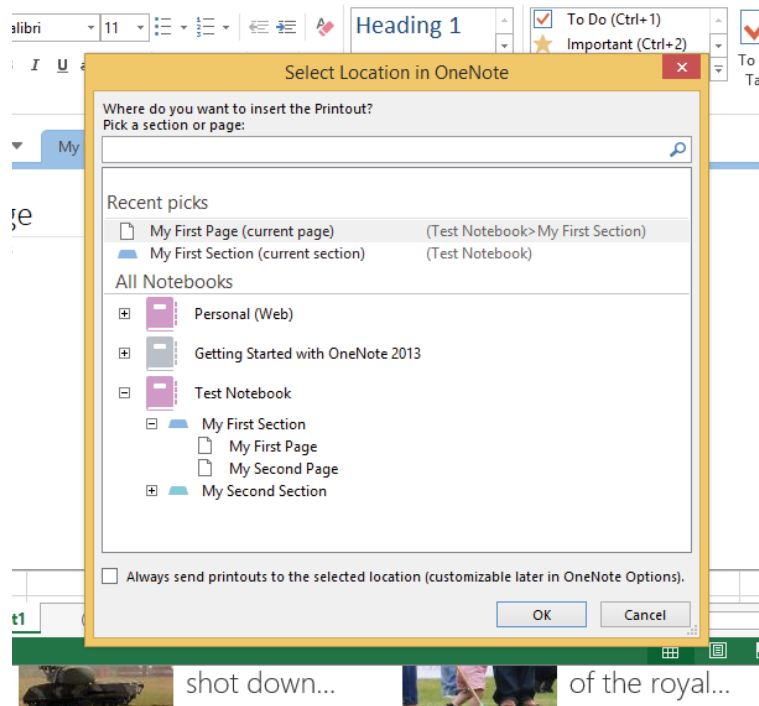 11
Heading 1
To Do (Ctrl+1)
Important (Ctrl+2)
I U
To
Select Location in OneNote
Where do you want to insert the Printout?
Pick a section or page:
My
Recent picks
My First Page (current page) (Test Notebook>My First Section)
My First Section (current section) (Test Notebook)
All Notebooks
Personal (Web)
Getting Started with OneNote 2013
Test Notebook
My First Section
My First Page
My Second Page
My Second Section
Always send printouts to the selected location (customizable later in OneNote Options).
OK Cancel
shot down...
of the royal...